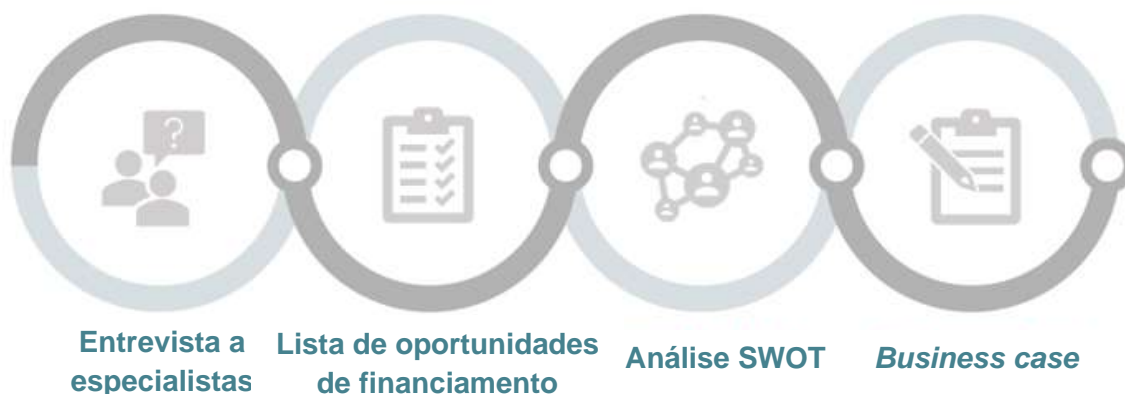 ?
Entrevista a
especialistas
Lista de oportunidades
de financiamento
Análise SWOT
Business case